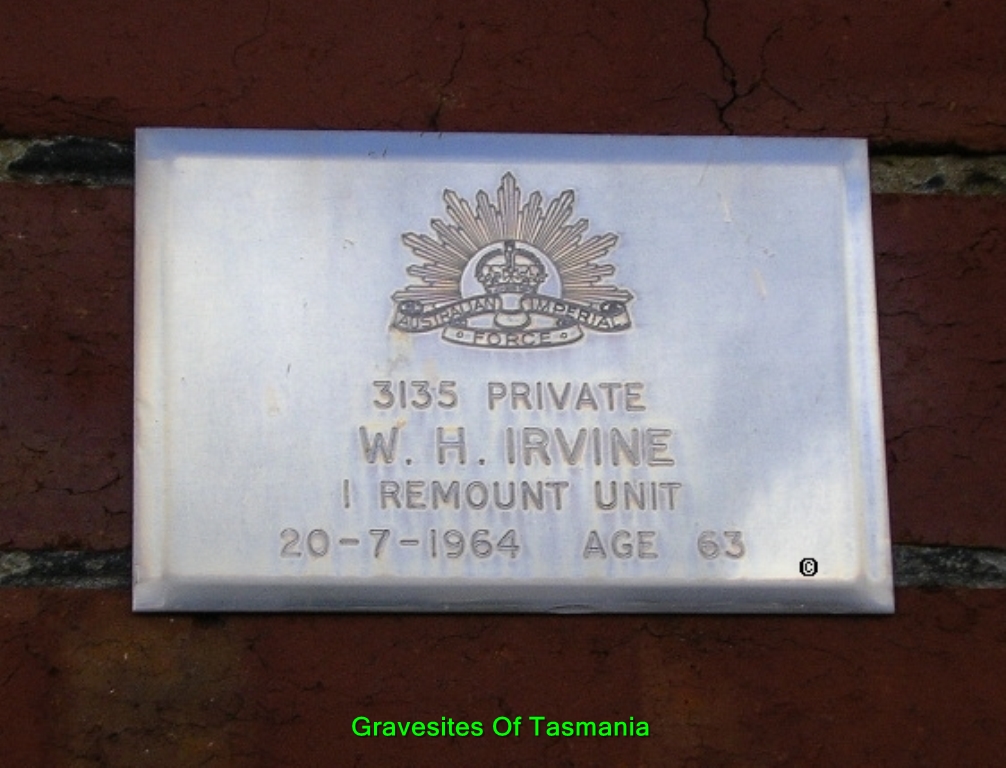 AUSTRALIAN IMPERIAL
FORCE
3135 PRIVATE
W. H. IRVINE
1 REMOUNT UNIT
20-7-1964 AGE 63
©
Gravesites Of Tasmania